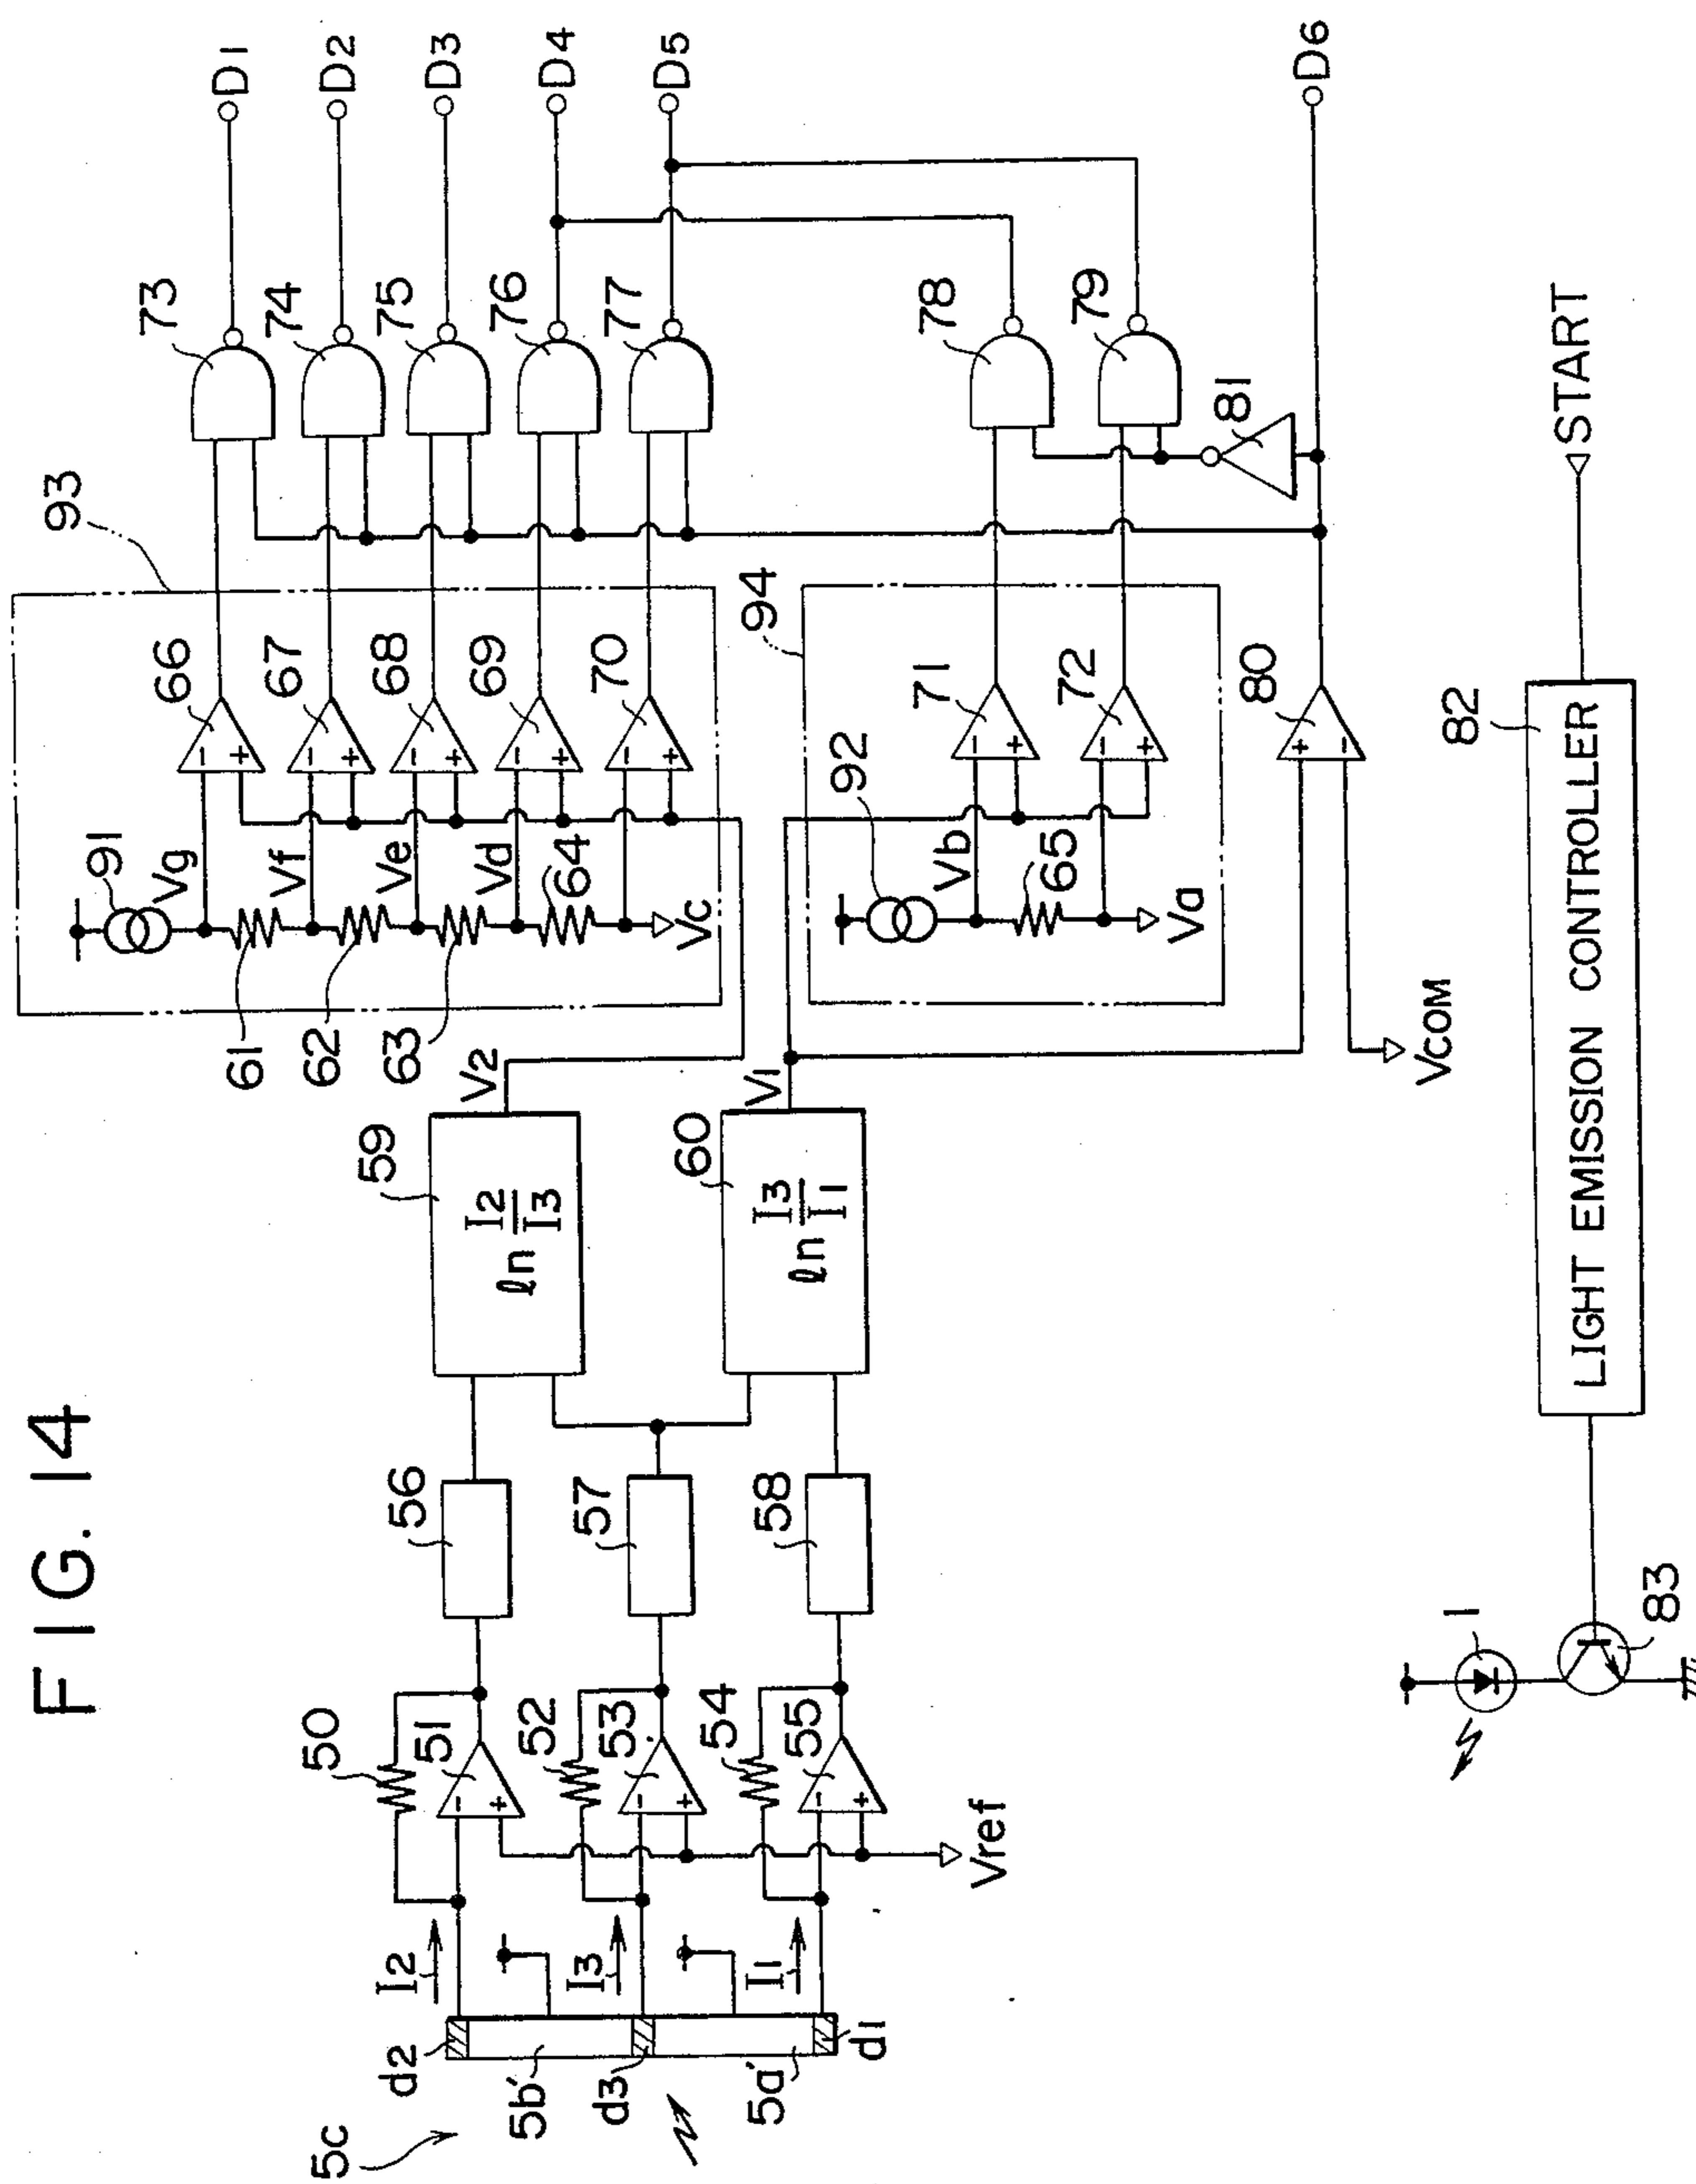 FIG. 14
5c
d2
5b'
d3
5a'
d1
I2
I3
I1
50
51
52
53
54
55
Vref
56
57
58
59
ln I2/I3
V2
60
ln I3/I1
V1
VCOM
93
91
Vg
61
Vf
62
Ve
63
Vd
64
Vc
66
67
68
69
70
94
92
Vb
65
Va
71
72
80
73
74
75
76
77
78
79
81
D1
D2
D3
D4
D5
D6
1
83
82
LIGHT EMISSION CONTROLLER
START
- +
- +
- +
- +
- +
- +
- +
- +
- +
- +
+ -